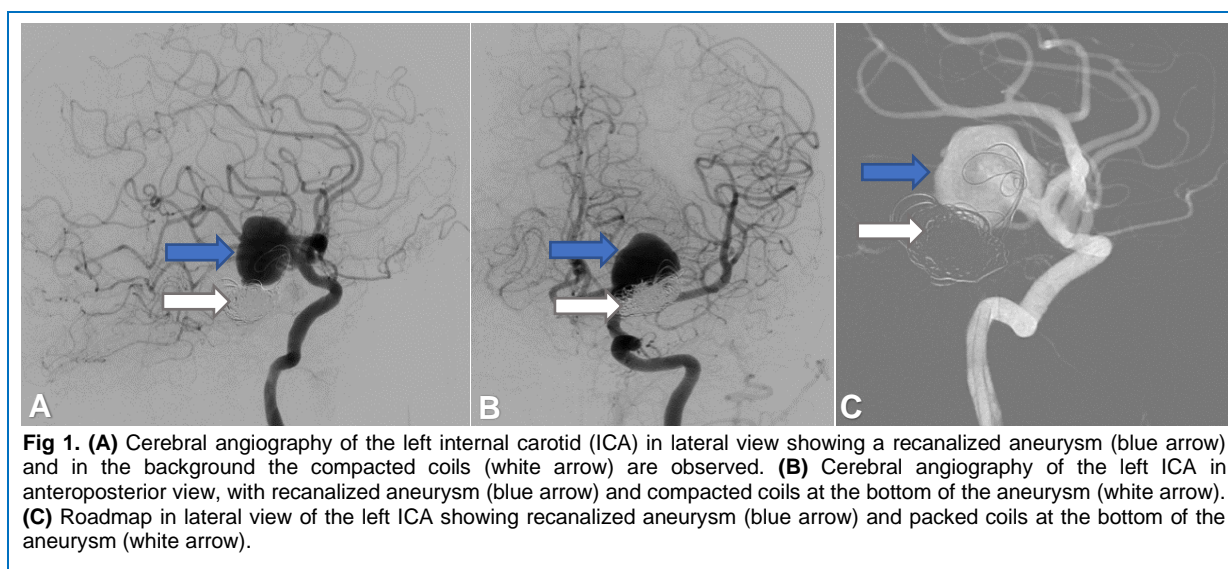 A
B
C
Fig 1. (A) Cerebral angiography of the left internal carotid (ICA) in lateral view showing a recanalized aneurysm (blue arrow)
and in the background the compacted coils (white arrow) are observed. (B) Cerebral angiography of the left ICA in
anteroposterior view, with recanalized aneurysm (blue arrow) and compacted coils at the bottom of the aneurysm (white arrow).
(C) Roadmap in lateral view of the left ICA showing recanalized aneurysm (blue arrow) and packed coils at the bottom of the
aneurysm (white arrow).